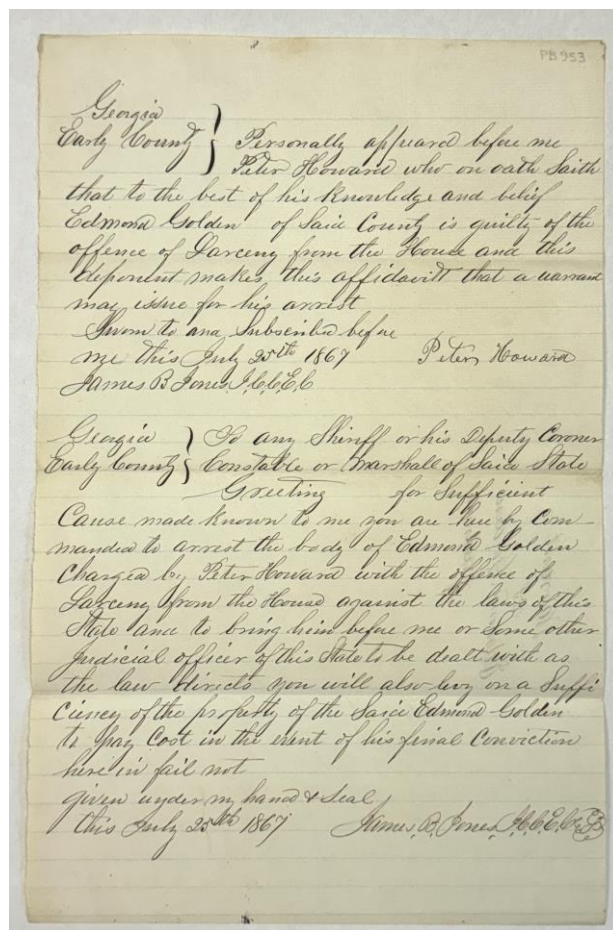 PB953
Georgia
Early County } Personally appeared before me
Peter Howard who on oath Saith
that to the best of his Knowledge and belief
Edmond Golden of Said County is guilty of the
offence of Larceny from the House and this
deponent makes this affidavitt that a warrant
may issue for his arrest
Sworn to and Subscribed before
me this July 25th 1867 Peter Howard
James B Jones J.C.C.E.C
Georgia } To any Shiriff or his Deputy Coroner
Early County } Constable or Marshall of Said State
Greeting for Sufficient
Cause made Known to me you are here by Com-
manded to arrest the body of Edmond Golden
Charged by Peter Howard with the offence of
Larceny from the House against the laws of this
State and to bring him before me or Some other
judicial officer of this State to be dealt with as
the law directs you will also levy on a Suffi
ciency of the property of the Said Edmond Golden
to pay Cost in the event of his final Conviction
here in fail not
given under my hand & Seal
this July 25th 1867 James B. Jones J.C.C.E.C. LS